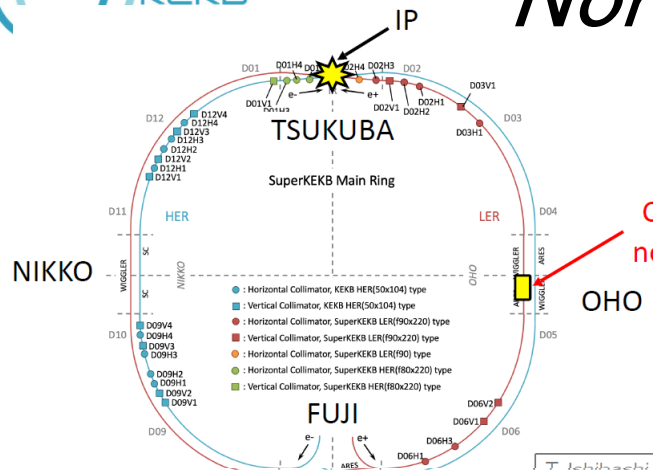 KEKB
Nor
IP
D01
D01H4
D02H4
D02H3
D02
D01V1
e-
e+
D02V1
D02H1
D02H2
D03V1
D03H1
D03
TSUKUBA
D12
D12V4
D12H4
D12V3
D12H3
D12H2
D12V2
D12H1
D12V1
SuperKEKB Main Ring
D11
HER
LER
D04
WIGGLER
SC
SC
NIKKO
NIKKO
OHO
WIGGLER
ARES
WIGGLER
OHO
ne
: Horizontal Collimator, KEKB HER(50x104) type
: Vertical Collimator, KEKB HER(50x104) type
: Horizontal Collimator, SuperKEKB LER(f90x220) type
: Vertical Collimator, SuperKEKB LER(f90x220) type
: Horizontal Collimator, SuperKEKB LER(f90) type
: Horizontal Collimator, SuperKEKB HER(f80x220) type
: Vertical Collimator, SuperKEKB HER(f80x220) type
D10
D09V4
D09H4
D09V3
D09H3
D05
D09H2
D09H1
D09V2
D09V1
D09
FUJI
e-
e+
ARES
D06V2
D06V1
D06H3
D06H1
D06
T. Ishibashi